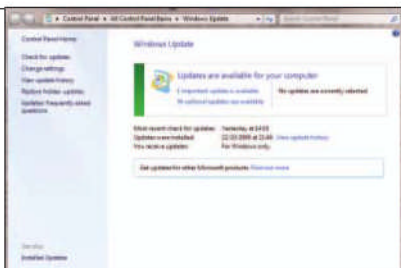 Control Panel ▸ All Control Panel Items ▸ Windows Update
Search Control Panel
Control Panel Home
Check for updates
Change settings
View update history
Restore hidden updates
Updates: frequently asked
questions
Windows Update
Updates are available for your computer
1 important update is available
optional updates are available
No updates are currently selected
Most recent check for updates: Yesterday at
Updates were installed: View update history
You receive updates: For Windows only.
Get updates for other Microsoft products. Find out more
See also
Installed Updates